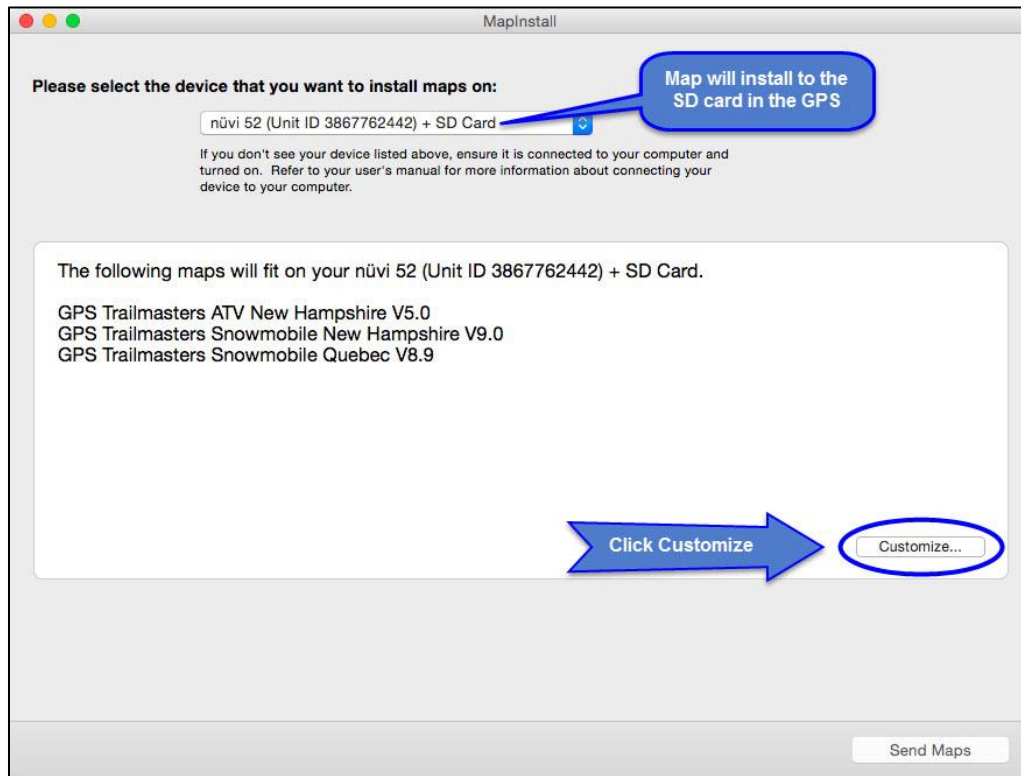 MapInstall
Please select the device that you want to install maps on:
Map will install to the
SD card in the GPS
nüvi 52 (Unit ID 3867762442) + SD Card
If you don't see your device listed above, ensure it is connected to your computer and
turned on. Refer to your user's manual for more information about connecting your
device to your computer.
The following maps will fit on your nüvi 52 (Unit ID 3867762442) + SD Card.
GPS Trailmasters ATV New Hampshire V5.0
GPS Trailmasters Snowmobile New Hampshire V9.0
GPS Trailmasters Snowmobile Quebec V8.9
Click Customize
Customize...
Send Maps